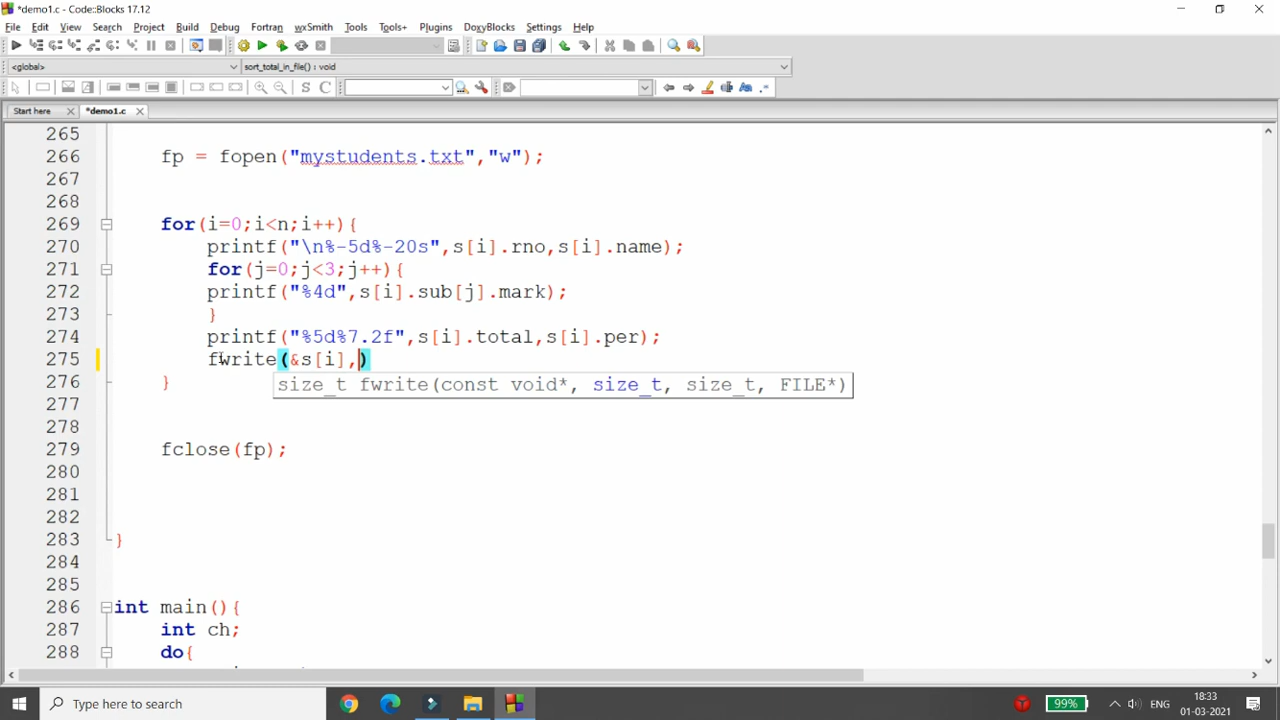 *demo1.c - Code::Blocks 17.12
File Edit View Search Project Build Debug Fortran wxSmith Tools Tools+ Plugins DoxyBlocks Settings Help
<global> sort_total_in_file() : void
S C
Start here *demo1.c
265
266 fp = fopen("mystudents.txt","w");
267
268
269 for(i=0;i<n;i++){
270 printf("\n%-5d%-20s",s[i].rno,s[i].name);
271 for(j=0;j<3;j++){
272 printf("%4d",s[i].sub[j].mark);
273 }
274 printf("%5d%7.2f",s[i].total,s[i].per);
275 fwrite(&s[i],)
276 }
size_t fwrite(const void*, size_t, size_t, FILE*)
277
278
279 fclose(fp);
280
281
282
283 }
284
285
286 int main(){
287 int ch;
288 do{
Type here to search
99%
ENG
18:33
01-03-2021